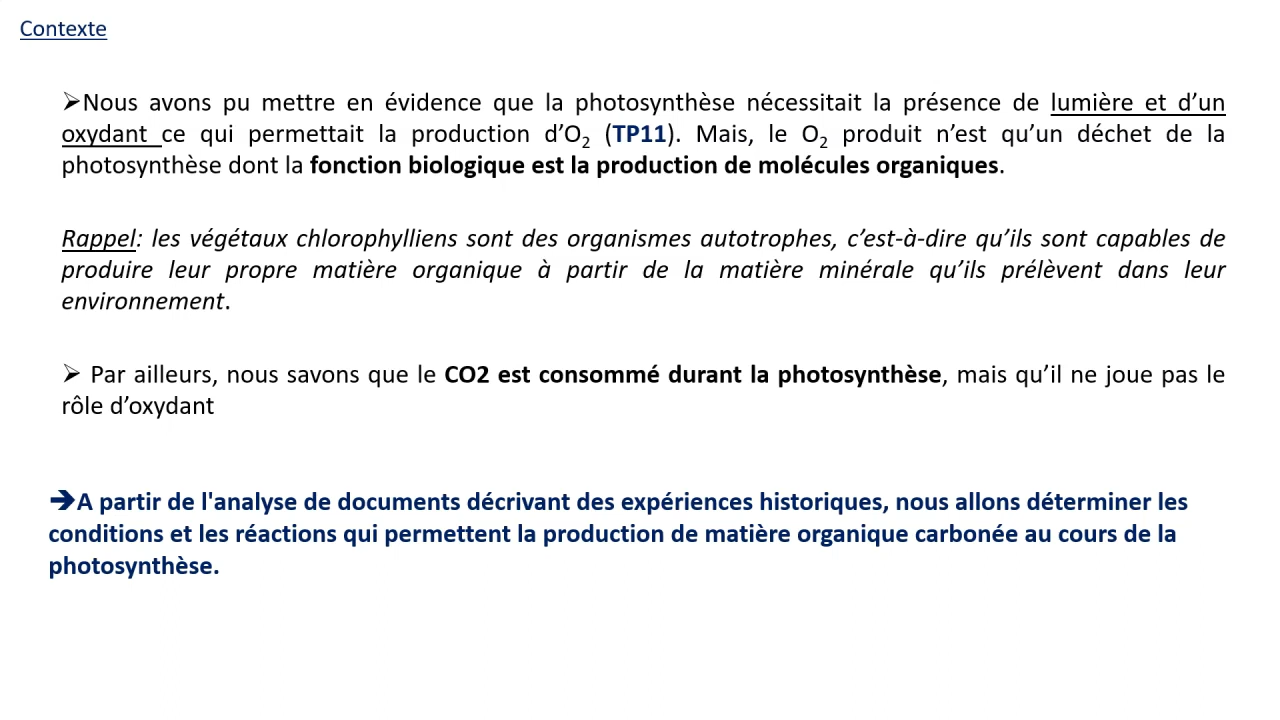 Contexte
➢Nous avons pu mettre en évidence que la photosynthèse nécessitait la présence de lumière et d’un
oxydant ce qui permettait la production d’O₂ (TP11). Mais, le O₂ produit n’est qu’un déchet de la
photosynthèse dont la fonction biologique est la production de molécules organiques.
Rappel: les végétaux chlorophylliens sont des organismes autotrophes, c’est-à-dire qu’ils sont capables de
produire leur propre matière organique à partir de la matière minérale qu’ils prélèvent dans leur
environnement.
➢ Par ailleurs, nous savons que le CO2 est consommé durant la photosynthèse, mais qu’il ne joue pas le
rôle d’oxydant
➔A partir de l'analyse de documents décrivant des expériences historiques, nous allons déterminer les
conditions et les réactions qui permettent la production de matière organique carbonée au cours de la
photosynthèse.